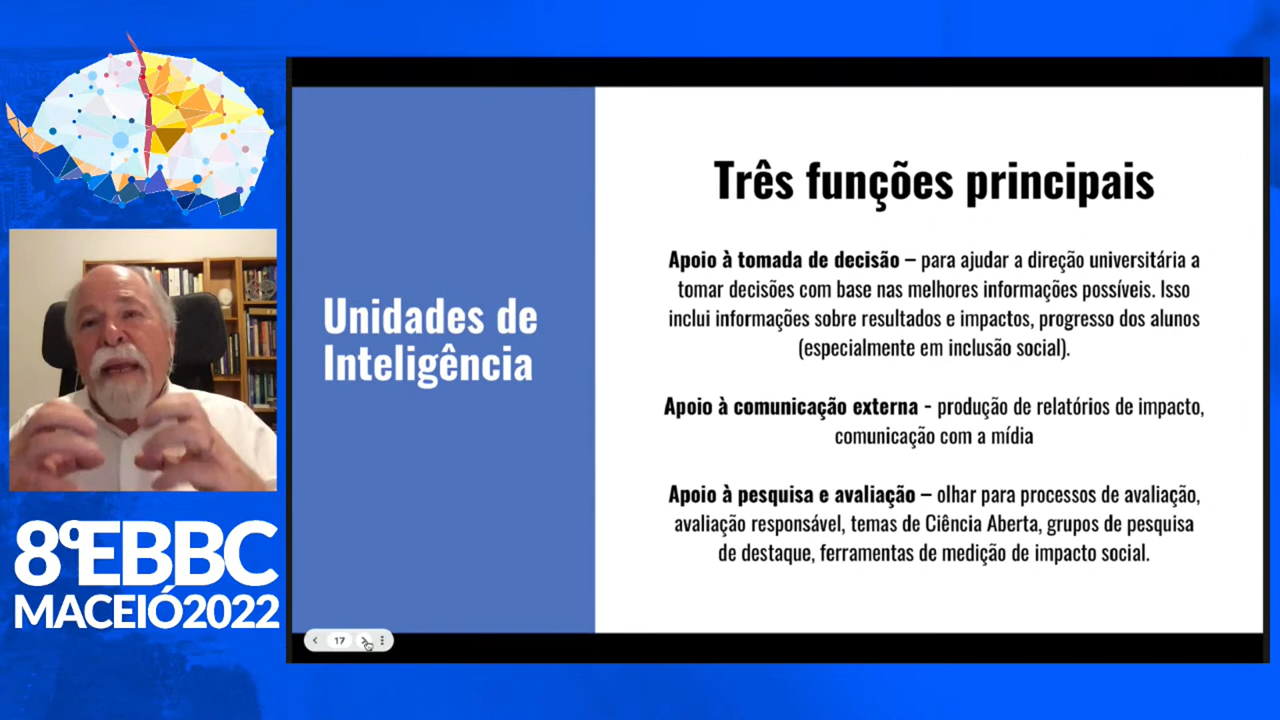 8ºEBBC
MACEIÓ2022
Unidades de
Inteligência
Três funções principais
Apoio à tomada de decisão – para ajudar a direção universitária a
tomar decisões com base nas melhores informações possíveis. Isso
inclui informações sobre resultados e impactos, progresso dos alunos
(especialmente em inclusão social).
Apoio à comunicação externa - produção de relatórios de impacto,
comunicação com a mídia
Apoio à pesquisa e avaliação – olhar para processos de avaliação,
avaliação responsável, temas de Ciência Aberta, grupos de pesquisa
de destaque, ferramentas de medição de impacto social.
17